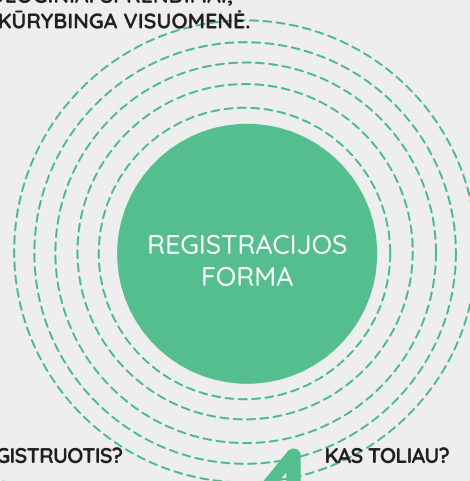 KŪRYBINGA VISUOMENĖ.
REGISTRACIJOS
FORMA
GISTRUOTIS?
KAS TOLIAU?